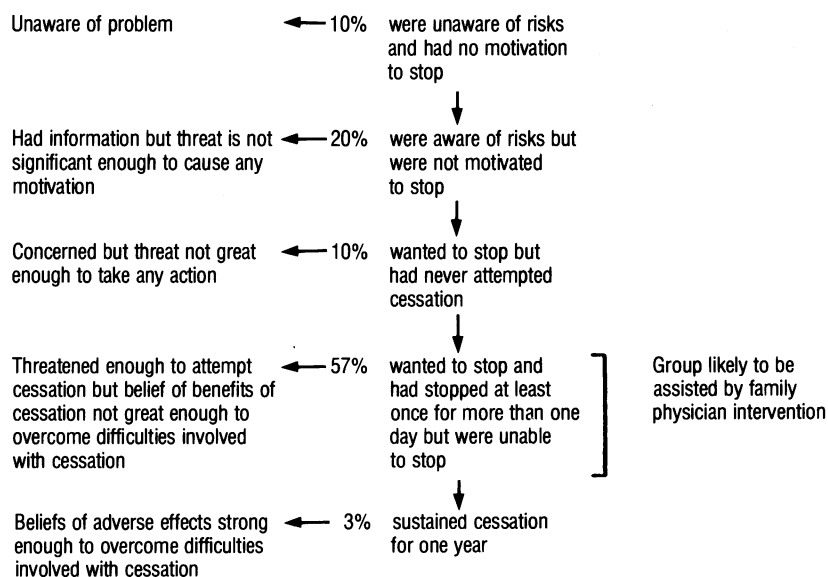 Unaware of problem
10% were unaware of risks
and had no motivation
to stop
Had information but threat is not
significant enough to cause any
motivation
20% were aware of risks but
were not motivated
to stop
Concerned but threat not great
enough to take any action
10% wanted to stop but
had never attempted
cessation
Threatened enough to attempt
cessation but belief of benefits of
cessation not great enough to
overcome difficulties involved
with cessation
57% wanted to stop and
had stopped at least
once for more than one
day but were unable
to stop
Group likely to be
assisted by family
physician intervention
Beliefs of adverse effects strong
enough to overcome difficulties
involved with cessation
3% sustained cessation
for one year